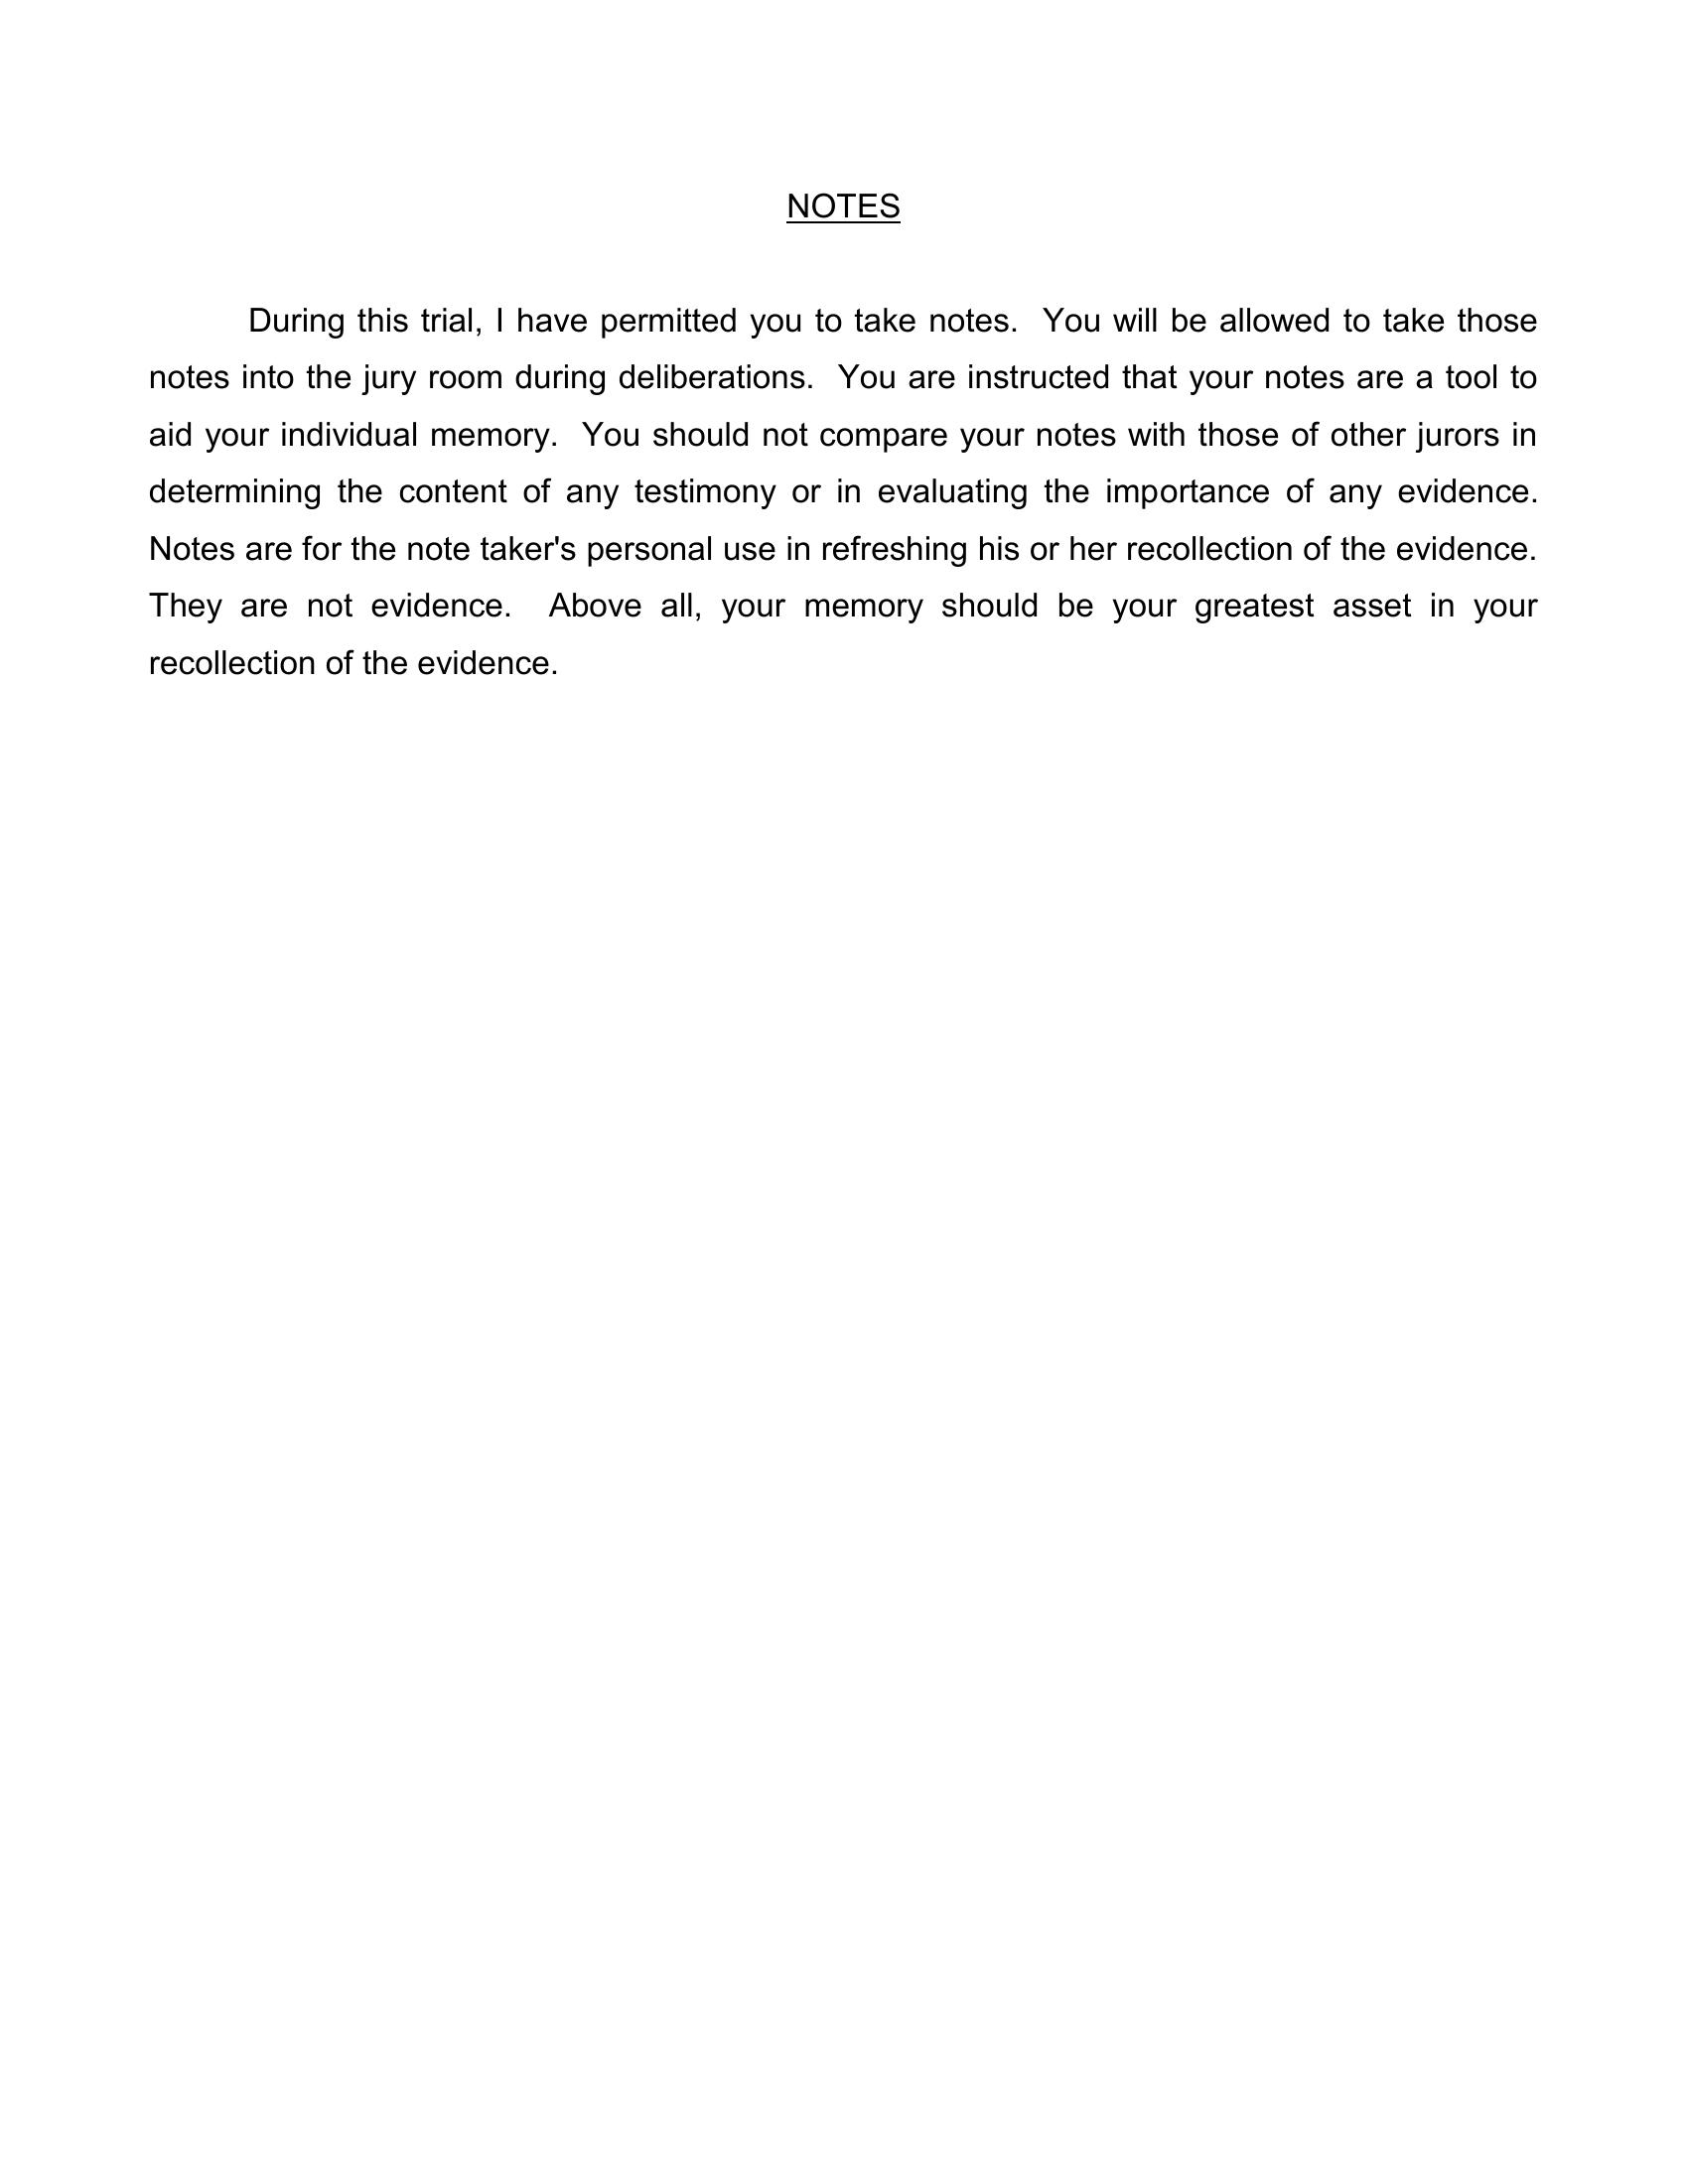 NOTES
During this trial, I have permitted you to take notes.  You will be allowed to take those
notes into the jury room during deliberations.  You are instructed that your notes are a tool to
aid your individual memory.  You should not compare your notes with those of other jurors in
determining the content of any testimony or in evaluating the importance of any evidence.
Notes are for the note taker's personal use in refreshing his or her recollection of the evidence.
They are not evidence.  Above all, your memory should be your greatest asset in your
recollection of the evidence.